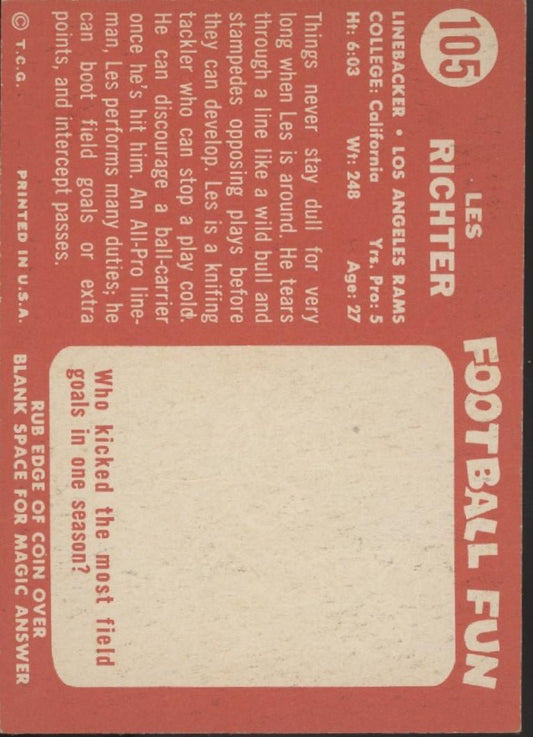 105
LES
RICHTER
LINEBACKER • LOS ANGELES RAMS
COLLEGE: California Yrs. Pro: 5
Ht: 6:03 Wt: 248 Age: 27
Things never stay dull for very
long when Les is around. He tears
through a line like a wild bull and
stampedes opposing plays before
they can develop. Les is a knifing
tackler who can stop a play cold.
He can discourage a ball-carrier
once he's hit him. An All-Pro line-
man, Les performs many duties; he
can boot field goals or extra
points, and intercept passes.
© T.C.G. PRINTED IN U.S.A.
FOOTBALL FUN
Who kicked the most field
goals in one season?
RUB EDGE OF COIN OVER
BLANK SPACE FOR MAGIC ANSWER